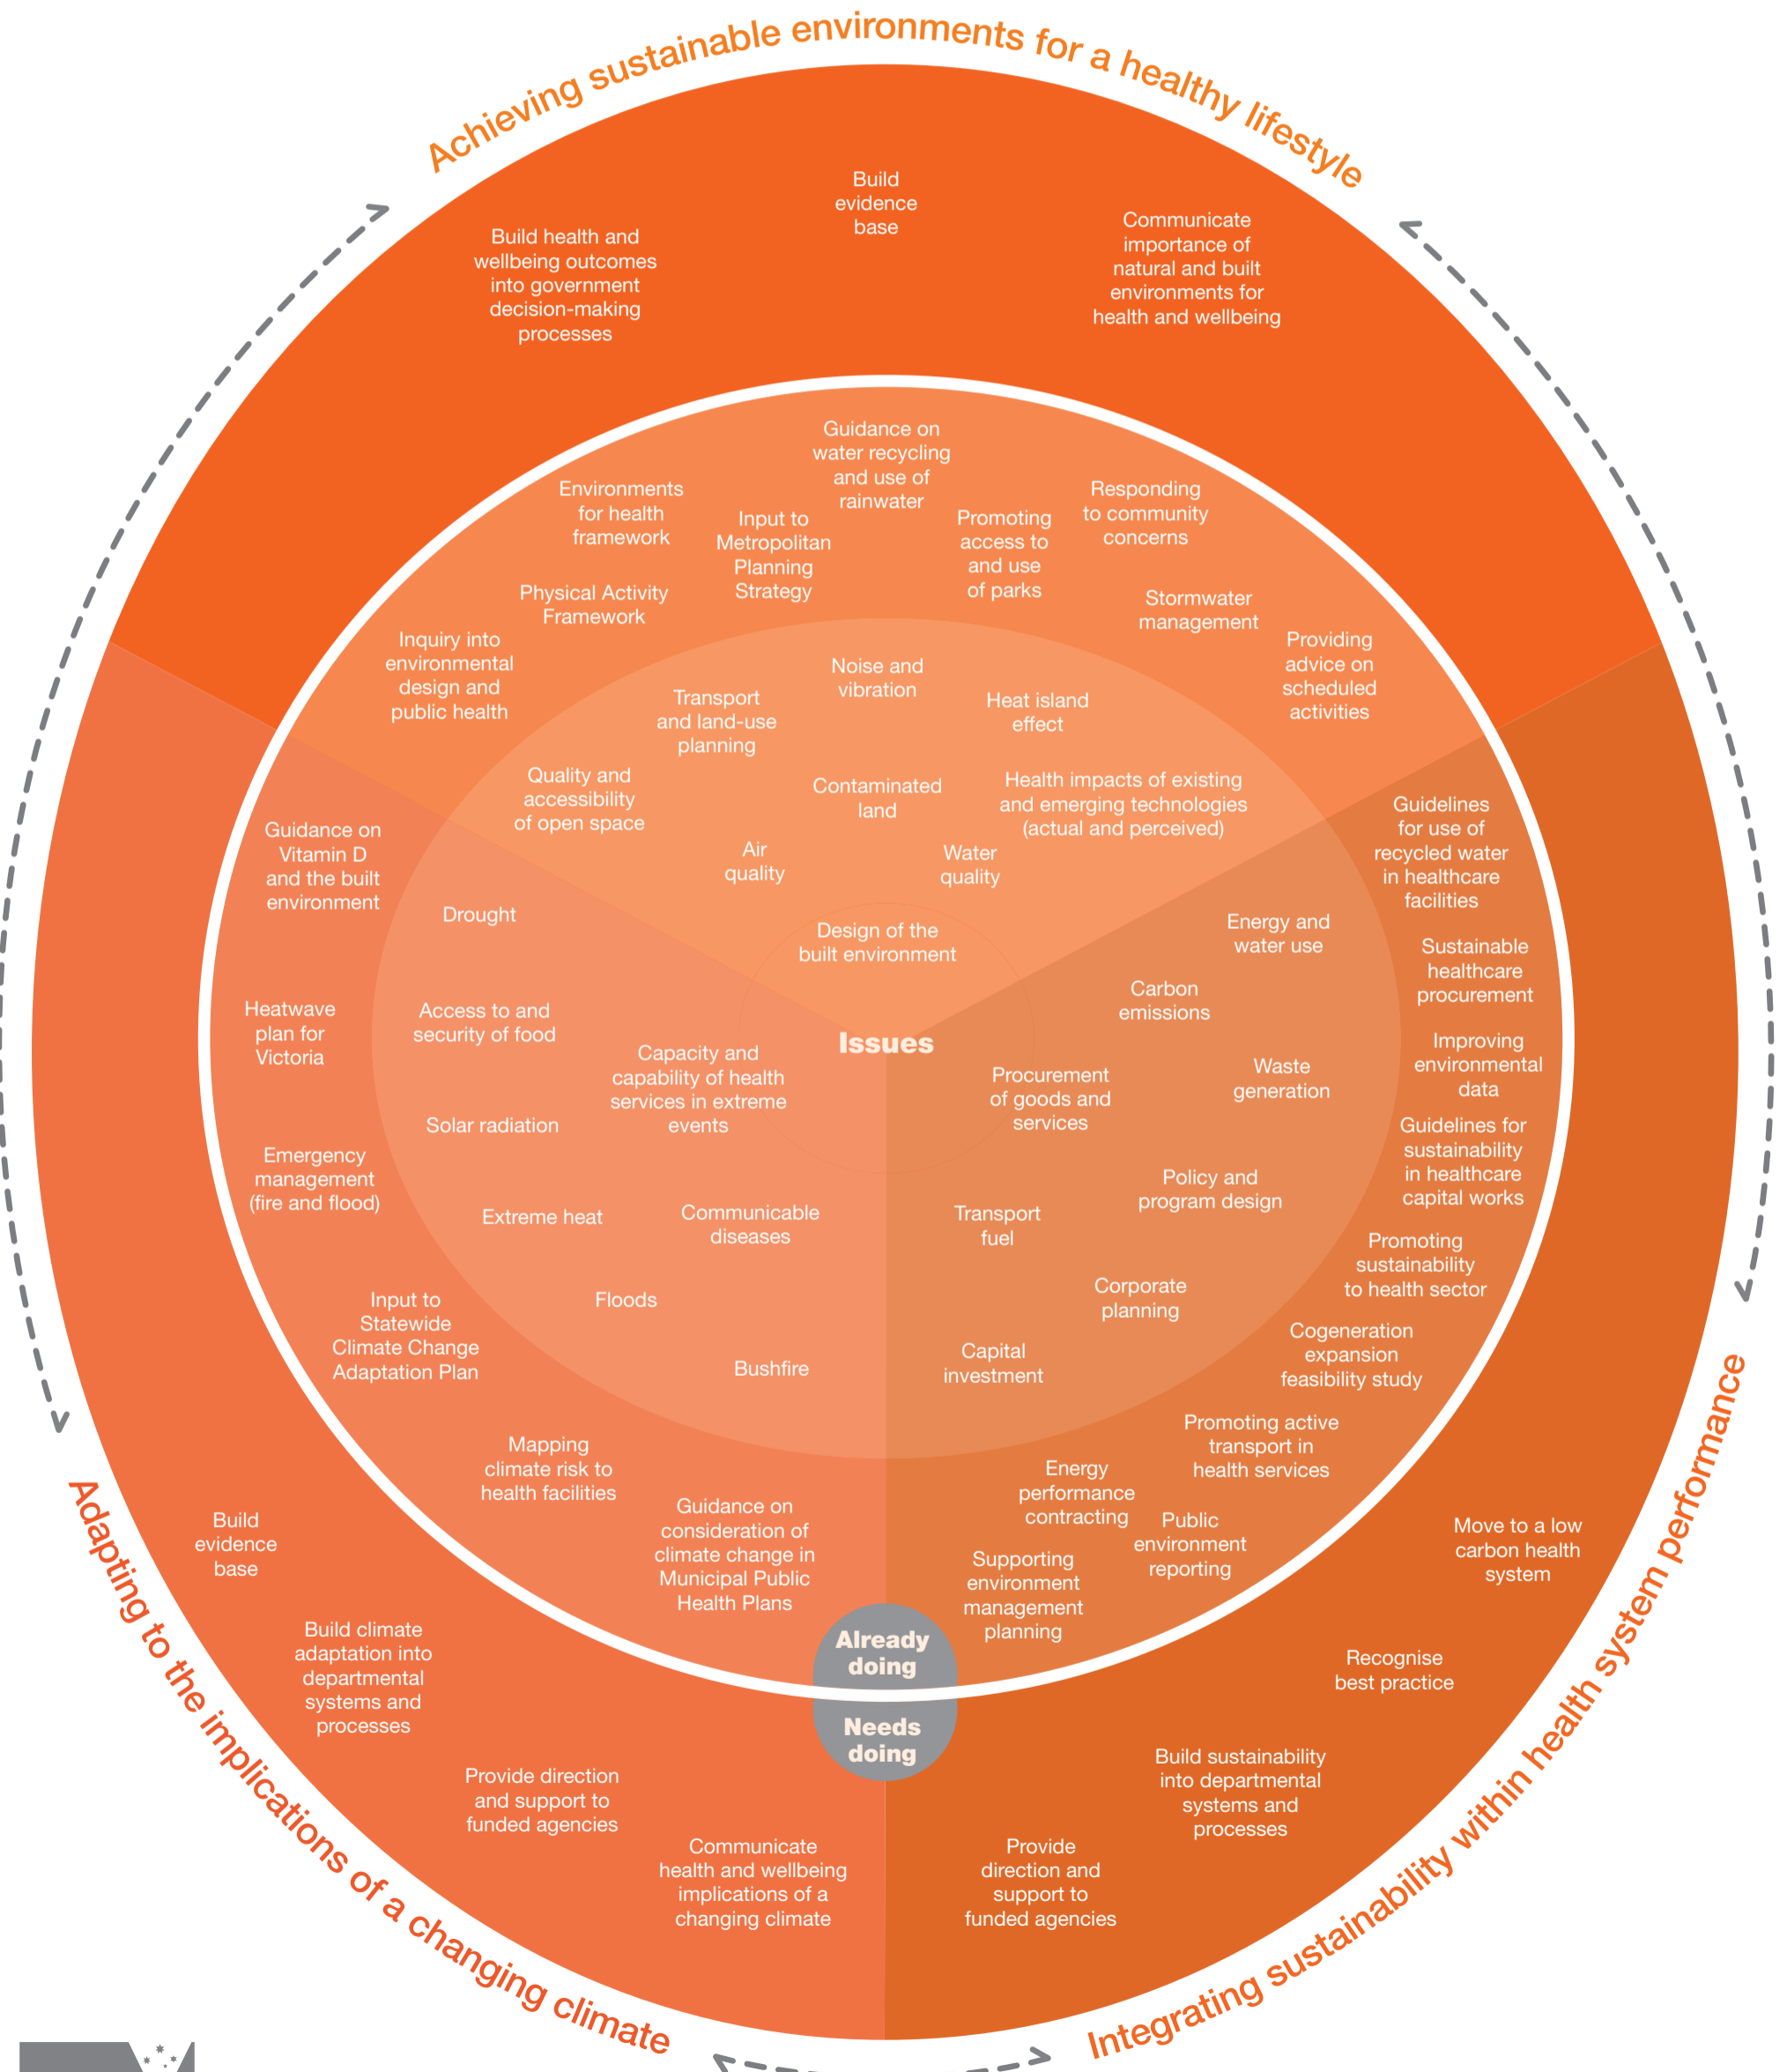 Achieving sustainable environments for a healthy lifestyle
Build
evidence
base
Build health and
wellbeing outcomes
into government
decision-making
processes
Communicate
importance of
natural and built
environments for
health and wellbeing
Guidance on
water recycling
and use of
rainwater
Environments
for health
framework
Input to
Metropolitan
Planning
Strategy
Promoting
access to
and use
of parks
Responding
to community
concerns
Physical Activity
Framework
Stormwater
management
Inquiry into
environmental
design and
public health
Providing
advice on
scheduled
activities
Noise and
vibration
Transport
and land-use
planning
Heat island
effect
Quality and
accessibility
of open space
Contaminated
land
Health impacts of existing
and emerging technologies
(actual and perceived)
Air
quality
Water
quality
Design of the
built environment
Issues
Guidance on
Vitamin D
and the built
environment
Drought
Heatwave
plan for
Victoria
Access to and
security of food
Capacity and
capability of health
services in extreme
events
Solar radiation
Emergency
management
(fire and flood)
Extreme heat
Communicable
diseases
Input to
Statewide
Climate Change
Adaptation Plan
Floods
Bushfire
Mapping
climate risk to
health facilities
Guidance on
consideration of
climate change in
Municipal Public
Health Plans
Guidelines
for use of
recycled water
in healthcare
facilities
Energy and
water use
Sustainable
healthcare
procurement
Carbon
emissions
Improving
environmental
data
Waste
generation
Procurement
of goods and
services
Guidelines for
sustainability
in healthcare
capital works
Policy and
program design
Transport
fuel
Promoting
sustainability
to health sector
Corporate
planning
Cogeneration
expansion
feasibility study
Capital
investment
Promoting active
transport in
health services
Energy
performance
contracting
Public
environment
reporting
Supporting
environment
management
planning
Already
doing
Needs
doing
Build
evidence
base
Build climate
adaptation into
departmental
systems and
processes
Provide direction
and support to
funded agencies
Communicate
health and wellbeing
implications of a
changing climate
Move to a low
carbon health
system
Recognise
best practice
Build sustainability
into departmental
systems and
processes
Provide
direction and
support to
funded agencies
Adapting to the implications of a changing climate
Integrating sustainability within health system performance